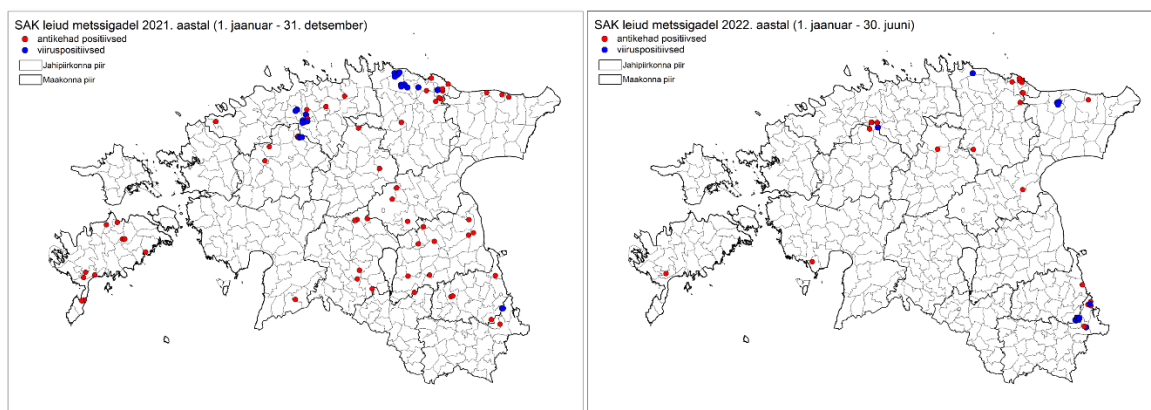 SAK leiud metssigadel 2021. aastal (1. jaanuar - 31. detsember)
antikehad positiivsed
viiruspositiivsed
Jahipiirkonna piir
Maakonna piir
SAK leiud metssigadel 2022. aastal (1. jaanuar - 30. juuni)
antikehad positiivsed
viiruspositiivsed
Jahipiirkonna piir
Maakonna piir